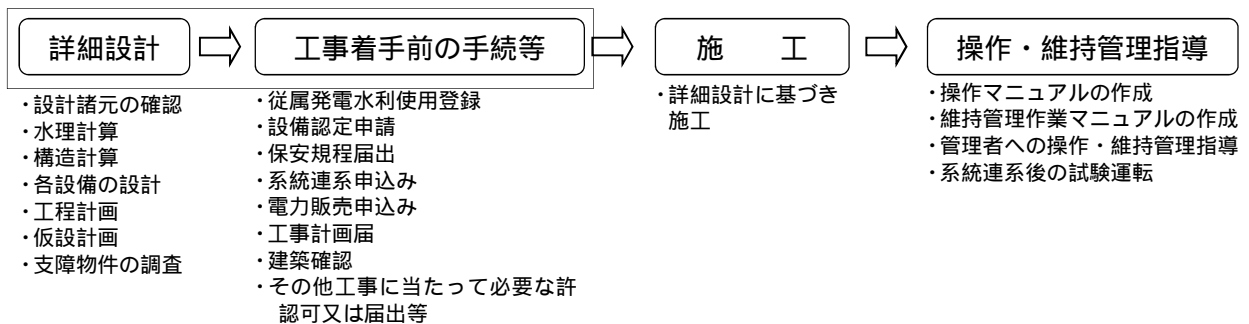 詳細設計
工事着手前の手続等
施　　工
操作・維持管理指導
・設計諸元の確認
・水理計算
・構造計算
・各設備の設計
・工程計画
・仮設計画
・支障物件の調査
・従属発電水利使用登録
・設備認定申請
・保安規程届出
・系統連系申込み
・電力販売申込み
・工事計画届
・建築確認
・その他工事に当たって必要な許
認可又は届出等
・詳細設計に基づき
施工
・操作マニュアルの作成
・維持管理作業マニュアルの作成
・管理者への操作・維持管理指導
・系統連系後の試験運転